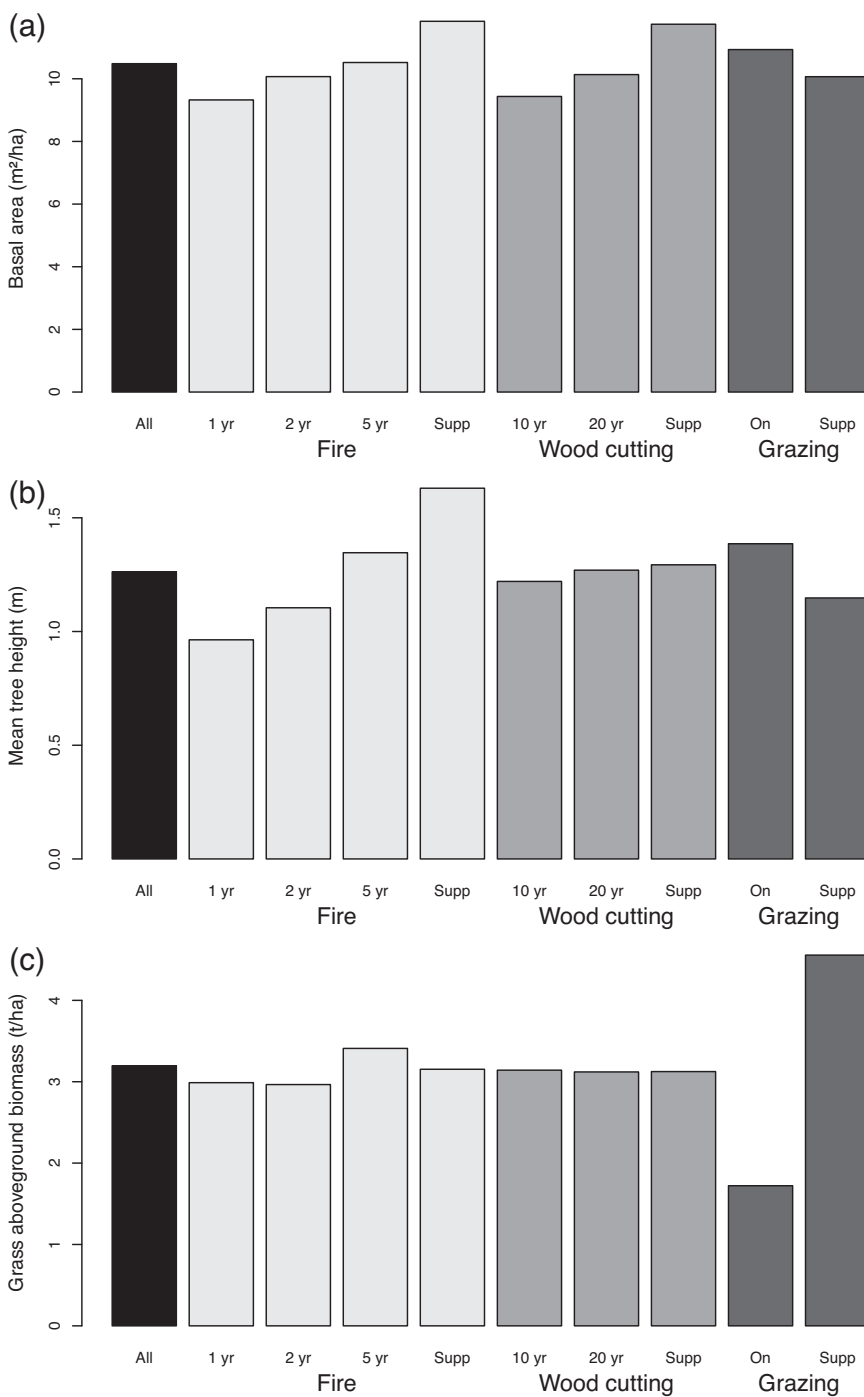 (a)
Basal area (m²/ha)
10
8
6
4
2
0
All 1 yr 2 yr 5 yr Supp 10 yr 20 yr Supp On Supp
Fire Wood cutting Grazing
(b)
Mean tree height (m)
1.5
1.0
0.5
0.0
All 1 yr 2 yr 5 yr Supp 10 yr 20 yr Supp On Supp
Fire Wood cutting Grazing
(c)
Grass aboveground biomass (t/ha)
4
3
2
1
0
All 1 yr 2 yr 5 yr Supp 10 yr 20 yr Supp On Supp
Fire Wood cutting Grazing